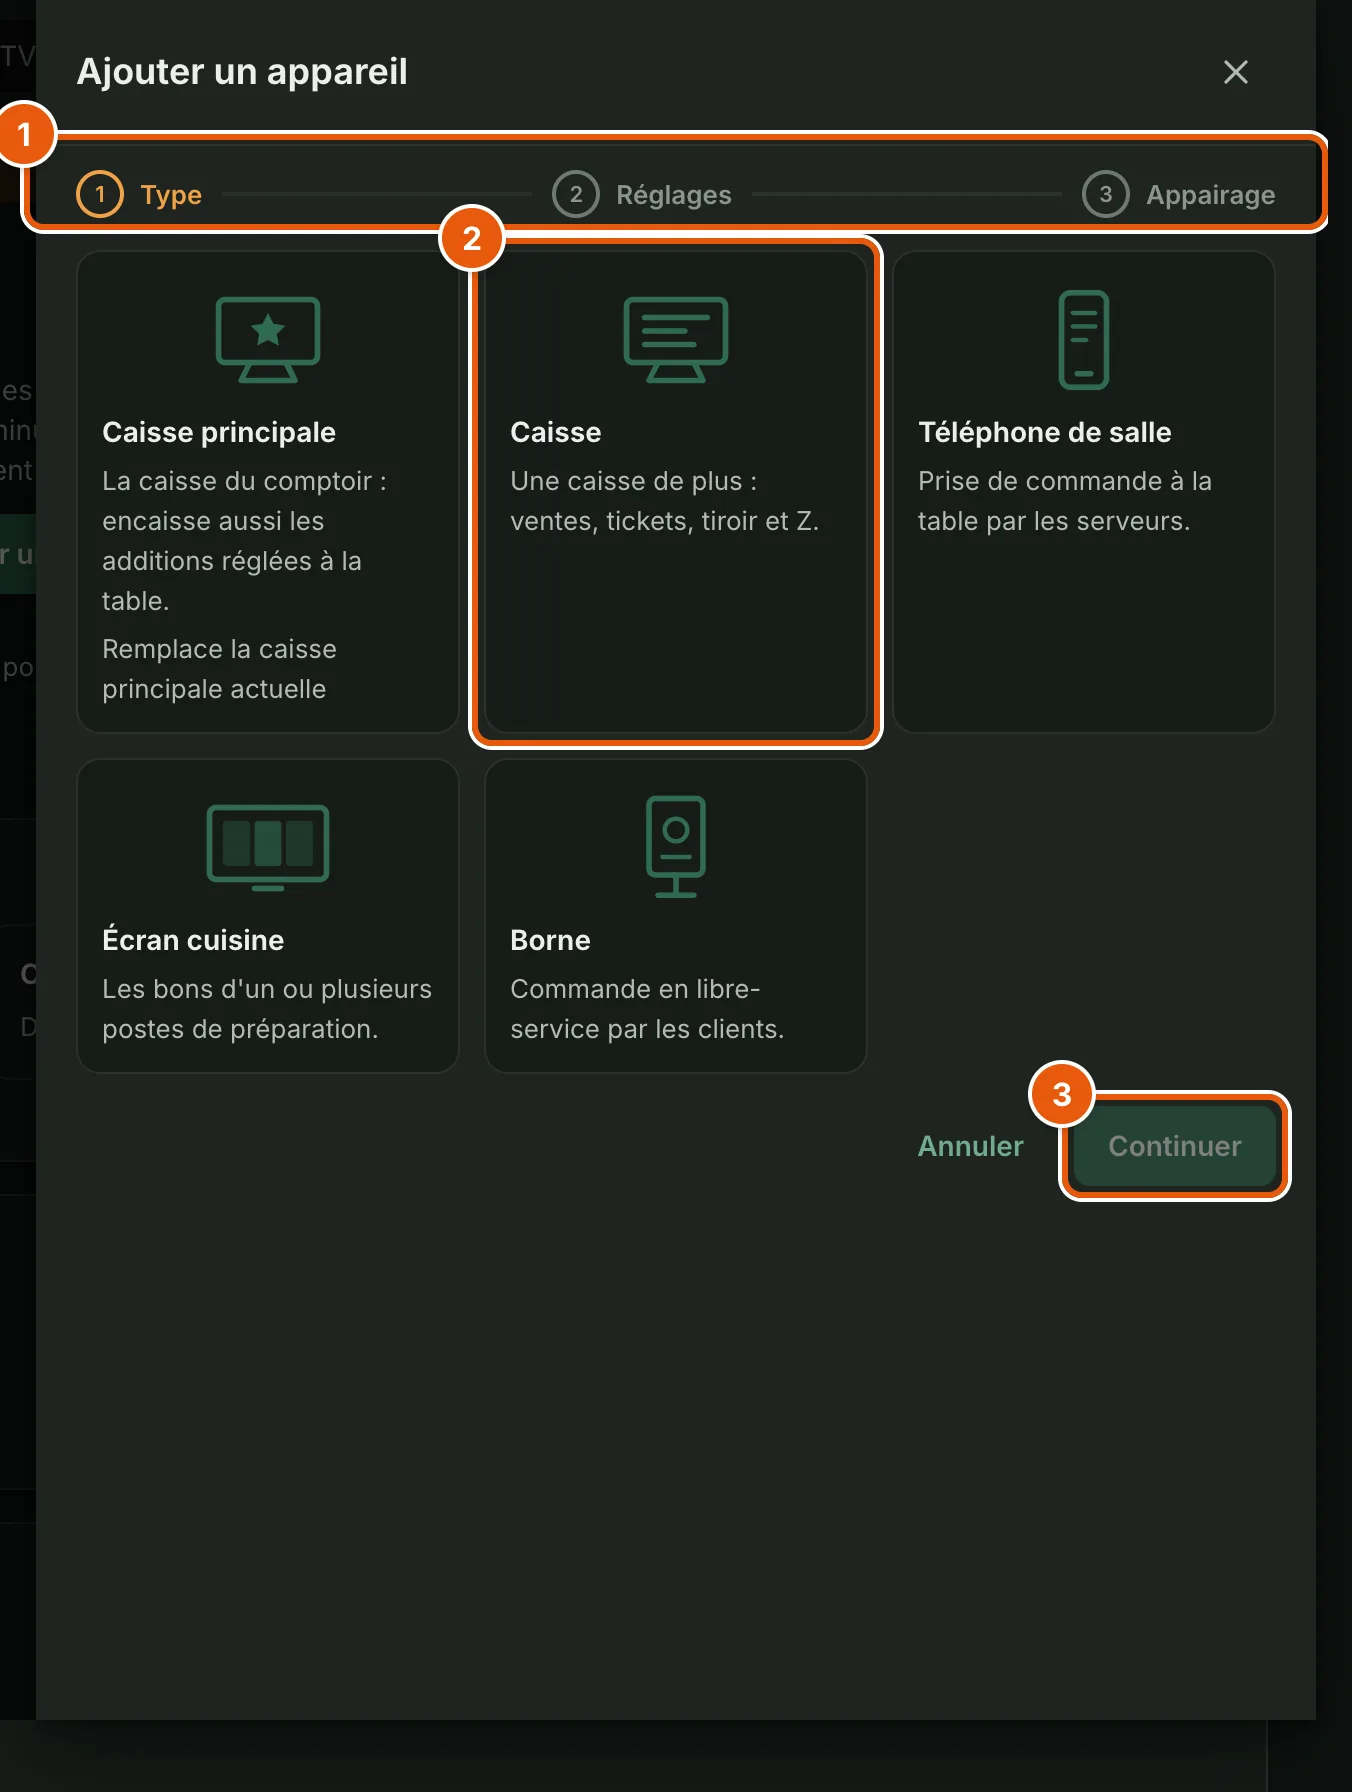 TV
Ajouter un appareil
1
1 Type
2 Réglages
3 Appairage
2
Caisse principale
La caisse du comptoir :
encaisse aussi les
additions réglées à la
table.
Remplace la caisse
principale actuelle
Caisse
Une caisse de plus :
ventes, tickets, tiroir et Z.
Téléphone de salle
Prise de commande à la
table par les serveurs.
Écran cuisine
Les bons d'un ou plusieurs
postes de préparation.
Borne
Commande en libre-
service par les clients.
3
Annuler
Continuer